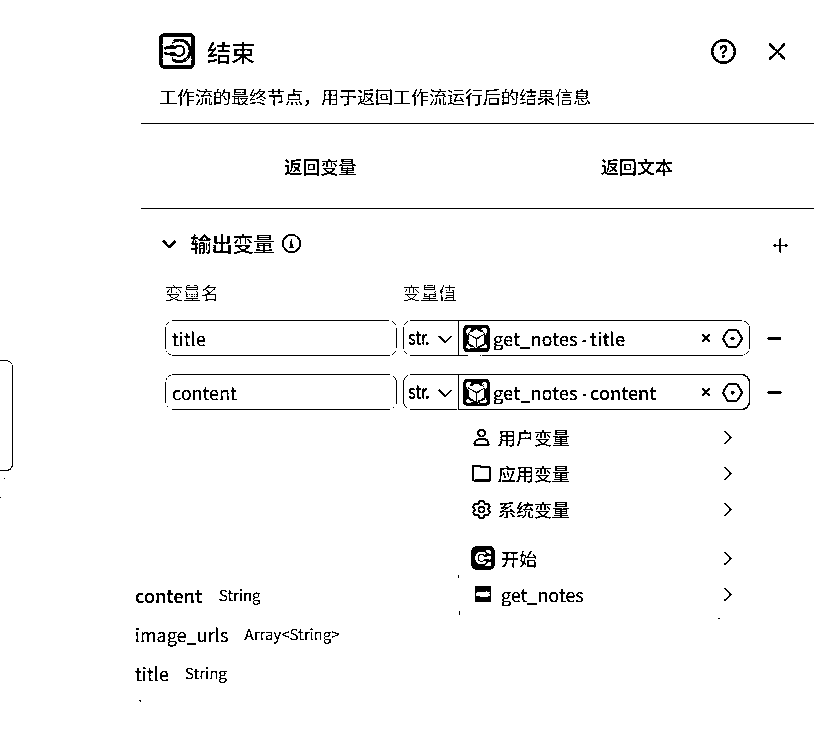 结束
工作流的最终节点，用于返回工作流运行后的结果信息
返回变量 返回文本
输出变量
变量名 变量值
title str. get_notes - title
content str. get_notes - content
用户变量
应用变量
系统变量
开始
get_notes
content String
image_urls Array<String>
title String